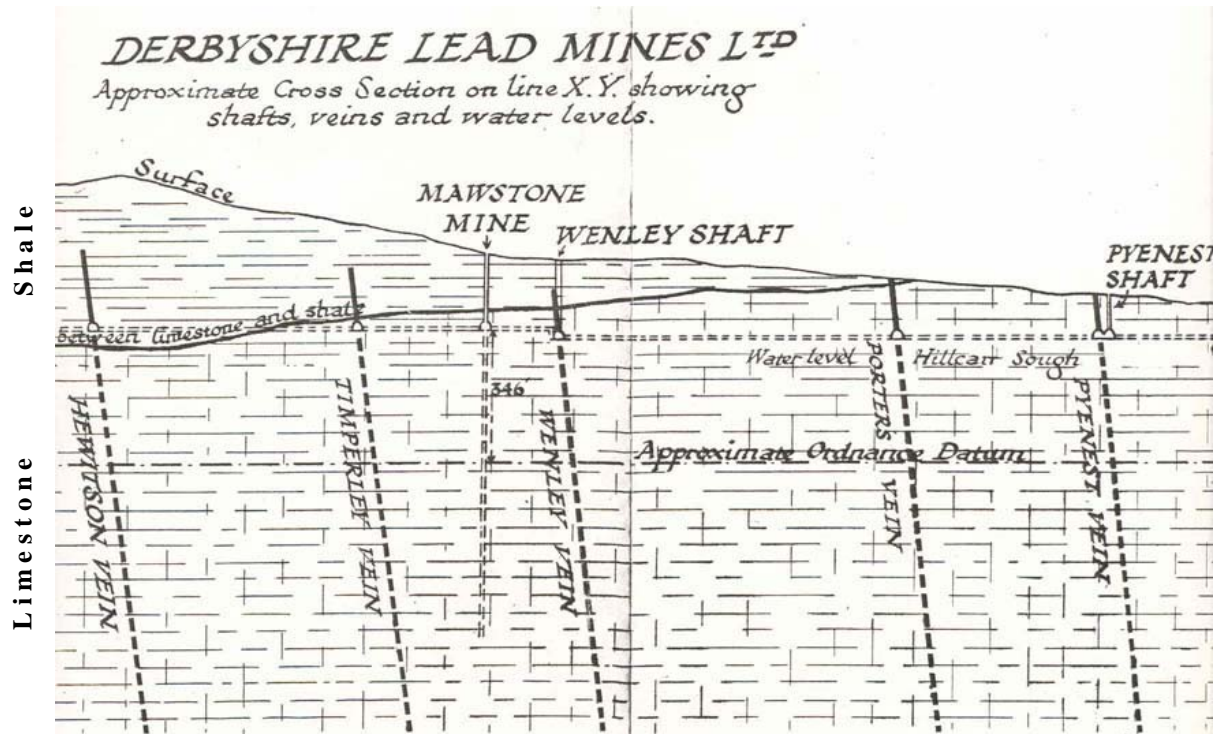 DERBYSHIRE LEAD MINES LTD
Approximate Cross Section on line X.Y. showing
shafts, veins and water levels.
Surface
MAWSTONE
MINE
WENLEY SHAFT
PYENEST
SHAFT
Shale
between limestone and shale
346'
Water level Hillcarr Sough
Approximate Ordnance Datum
Limestone
HEWITSON VEIN
TIMPERLEY VEIN
WENLEY VEIN
PORTERS VEIN
PYENEST VEIN